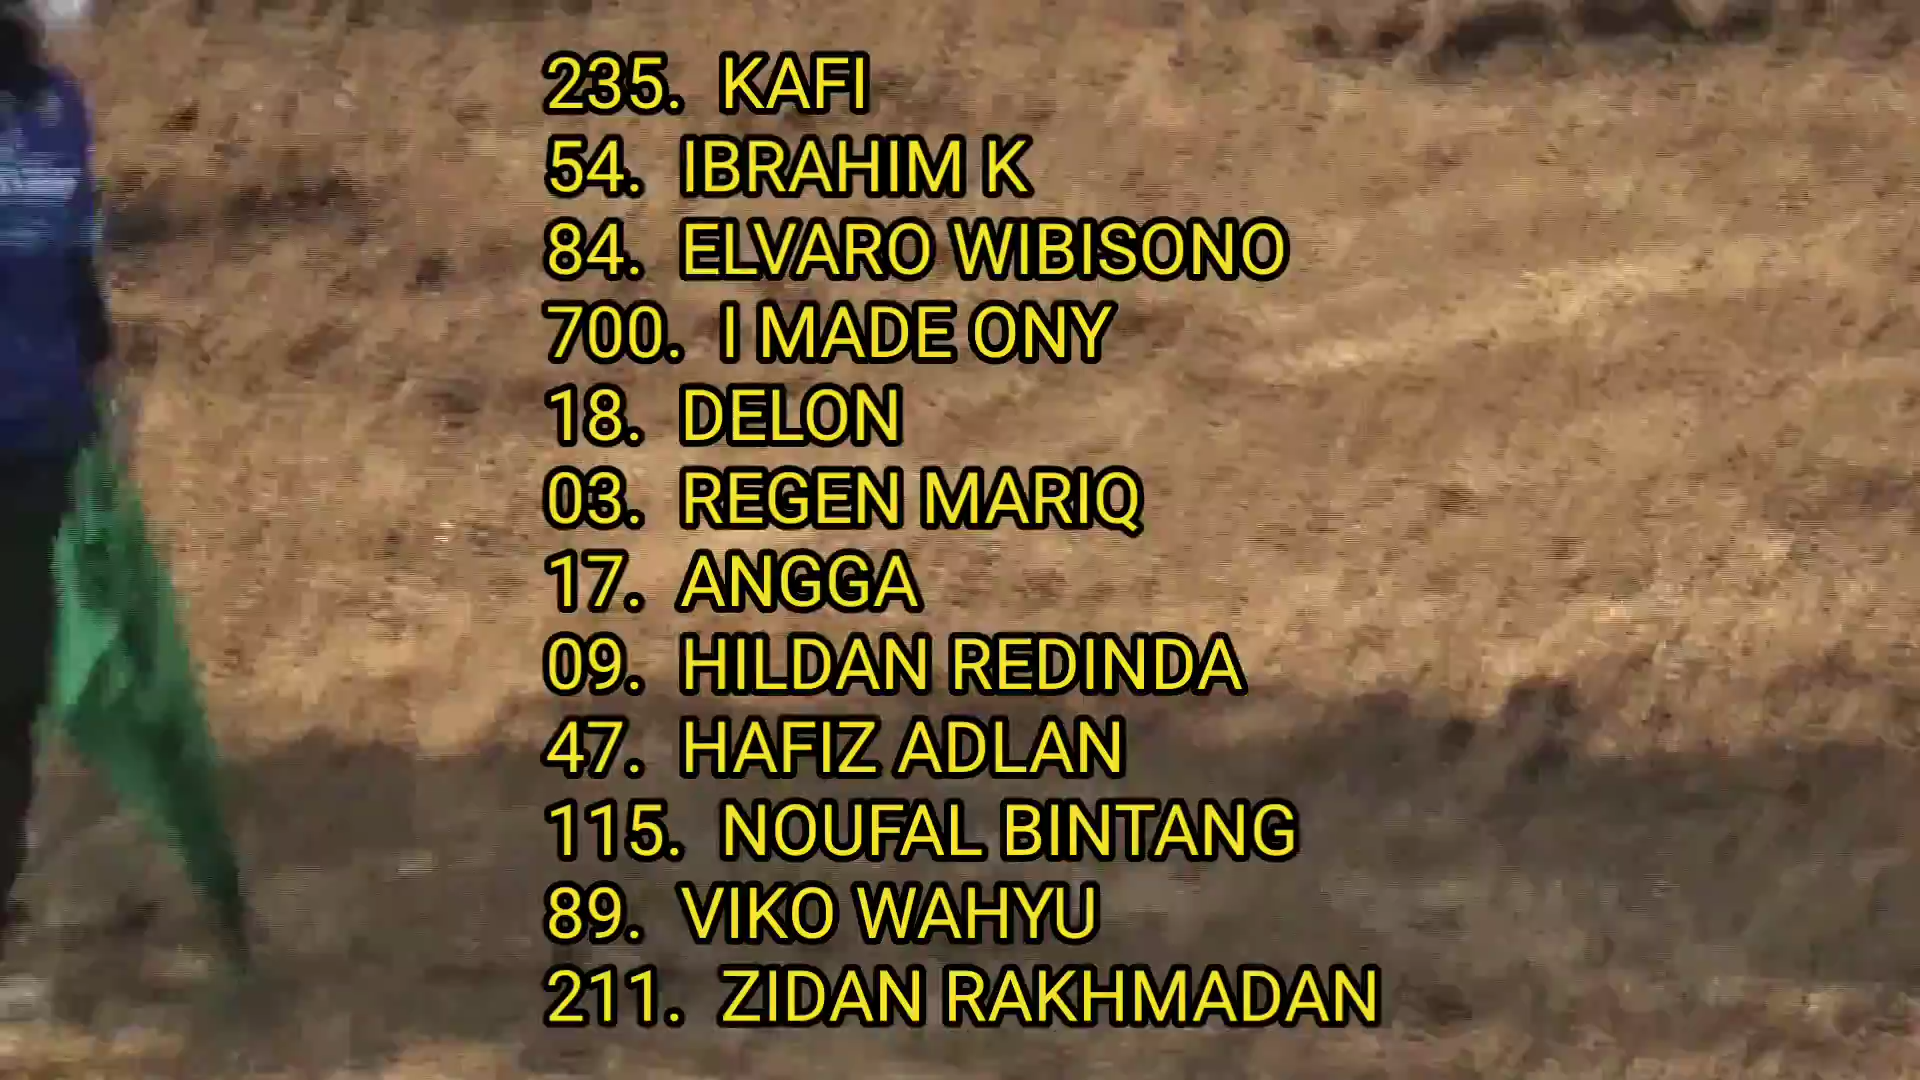 235. KAFI
54. IBRAHIM K
84. ELVARO WIBISONO
700. I MADE ONY
18. DELON
03. REGEN MARIQ
17. ANGGA
09. HILDAN REDINDA
47. HAFIZ ADLAN
115. NOUFAL BINTANG
89. VIKO WAHYU
211. ZIDAN RAKHMADAN